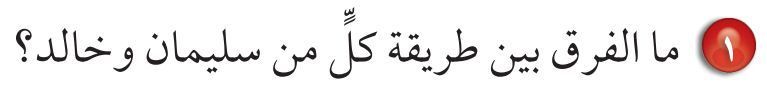 ١ ما الفرق بين طريقة كلٍّ من سليمان وخالد؟